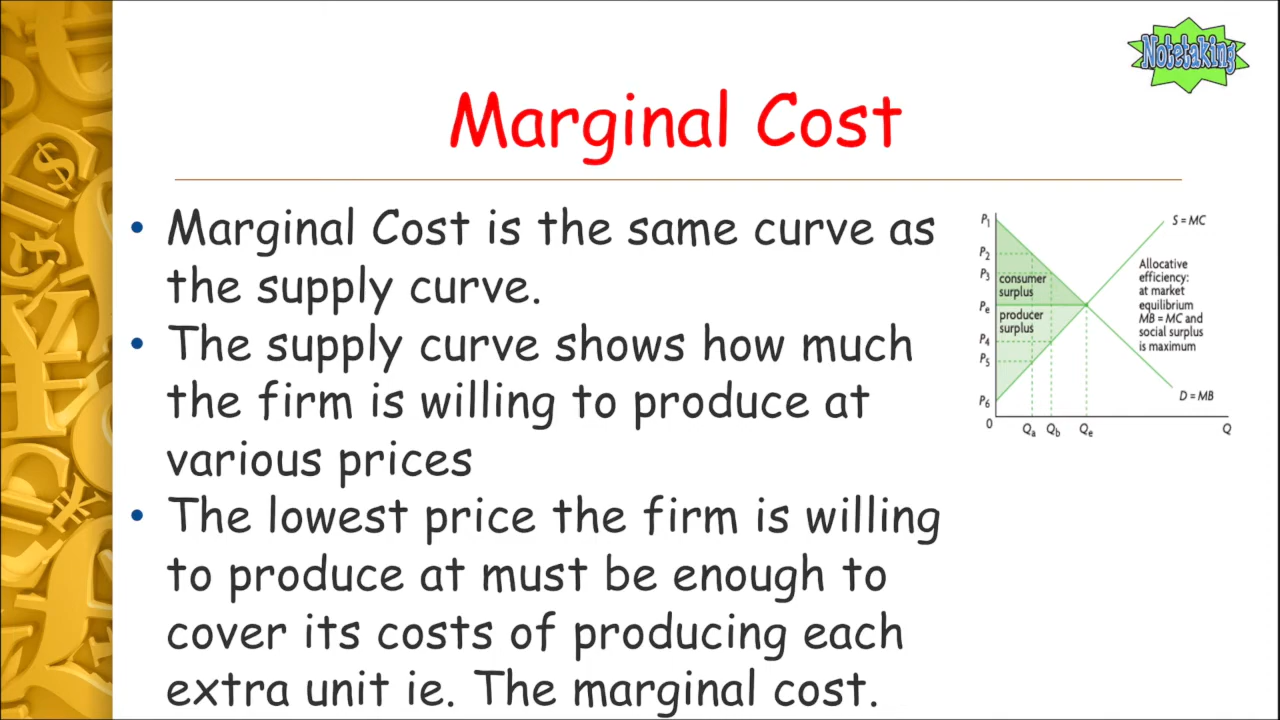 Notetaking
Marginal Cost
• Marginal Cost is the same curve as
the supply curve.
• The supply curve shows how much
the firm is willing to produce at
various prices
• The lowest price the firm is willing
to produce at must be enough to
cover its costs of producing each
extra unit ie. The marginal cost.
P1
P2
P3
Pe
P4
P5
P6
0
consumer
surplus
producer
surplus
S = MC
Allocative
efficiency:
at market
equilibrium
MB = MC and
social surplus
is maximum
D = MB
Qa Qb Qe Q